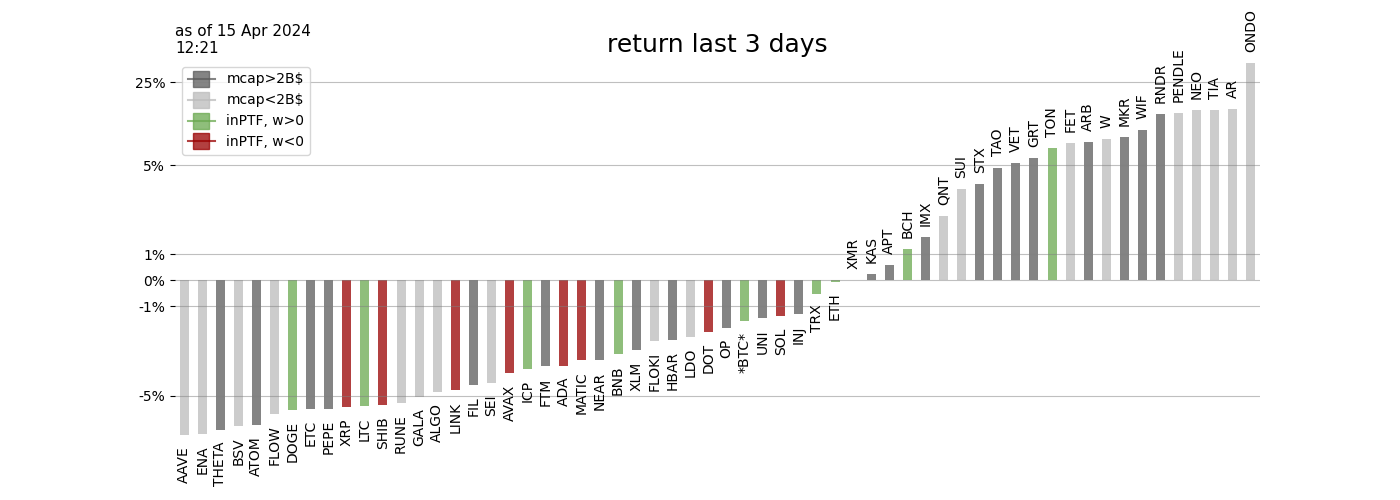 as of 15 Apr 2024
12:21
return last 3 days
mcap>2B$
mcap<2B$
inPTF, w>0
inPTF, w<0
25%
5%
1%
0%
-1%
-5%
AAVE
ENA
THETA
BSV
ATOM
FLOW
DOGE
ETC
PEPE
XRP
LTC
SHIB
RUNE
GALA
ALGO
LINK
FIL
SEI
AVAX
ICP
FTM
ADA
MATIC
NEAR
BNB
XLM
FLOKI
HBAR
LDO
DOT
OP
*BTC*
UNI
SOL
INJ
TRX
ETH
XMR
KAS
APT
BCH
IMX
QNT
SUI
STX
TAO
VET
GRT
TON
FET
ARB
W
MKR
WIF
RNDR
PENDLE
NEO
TIA
AR
ONDO